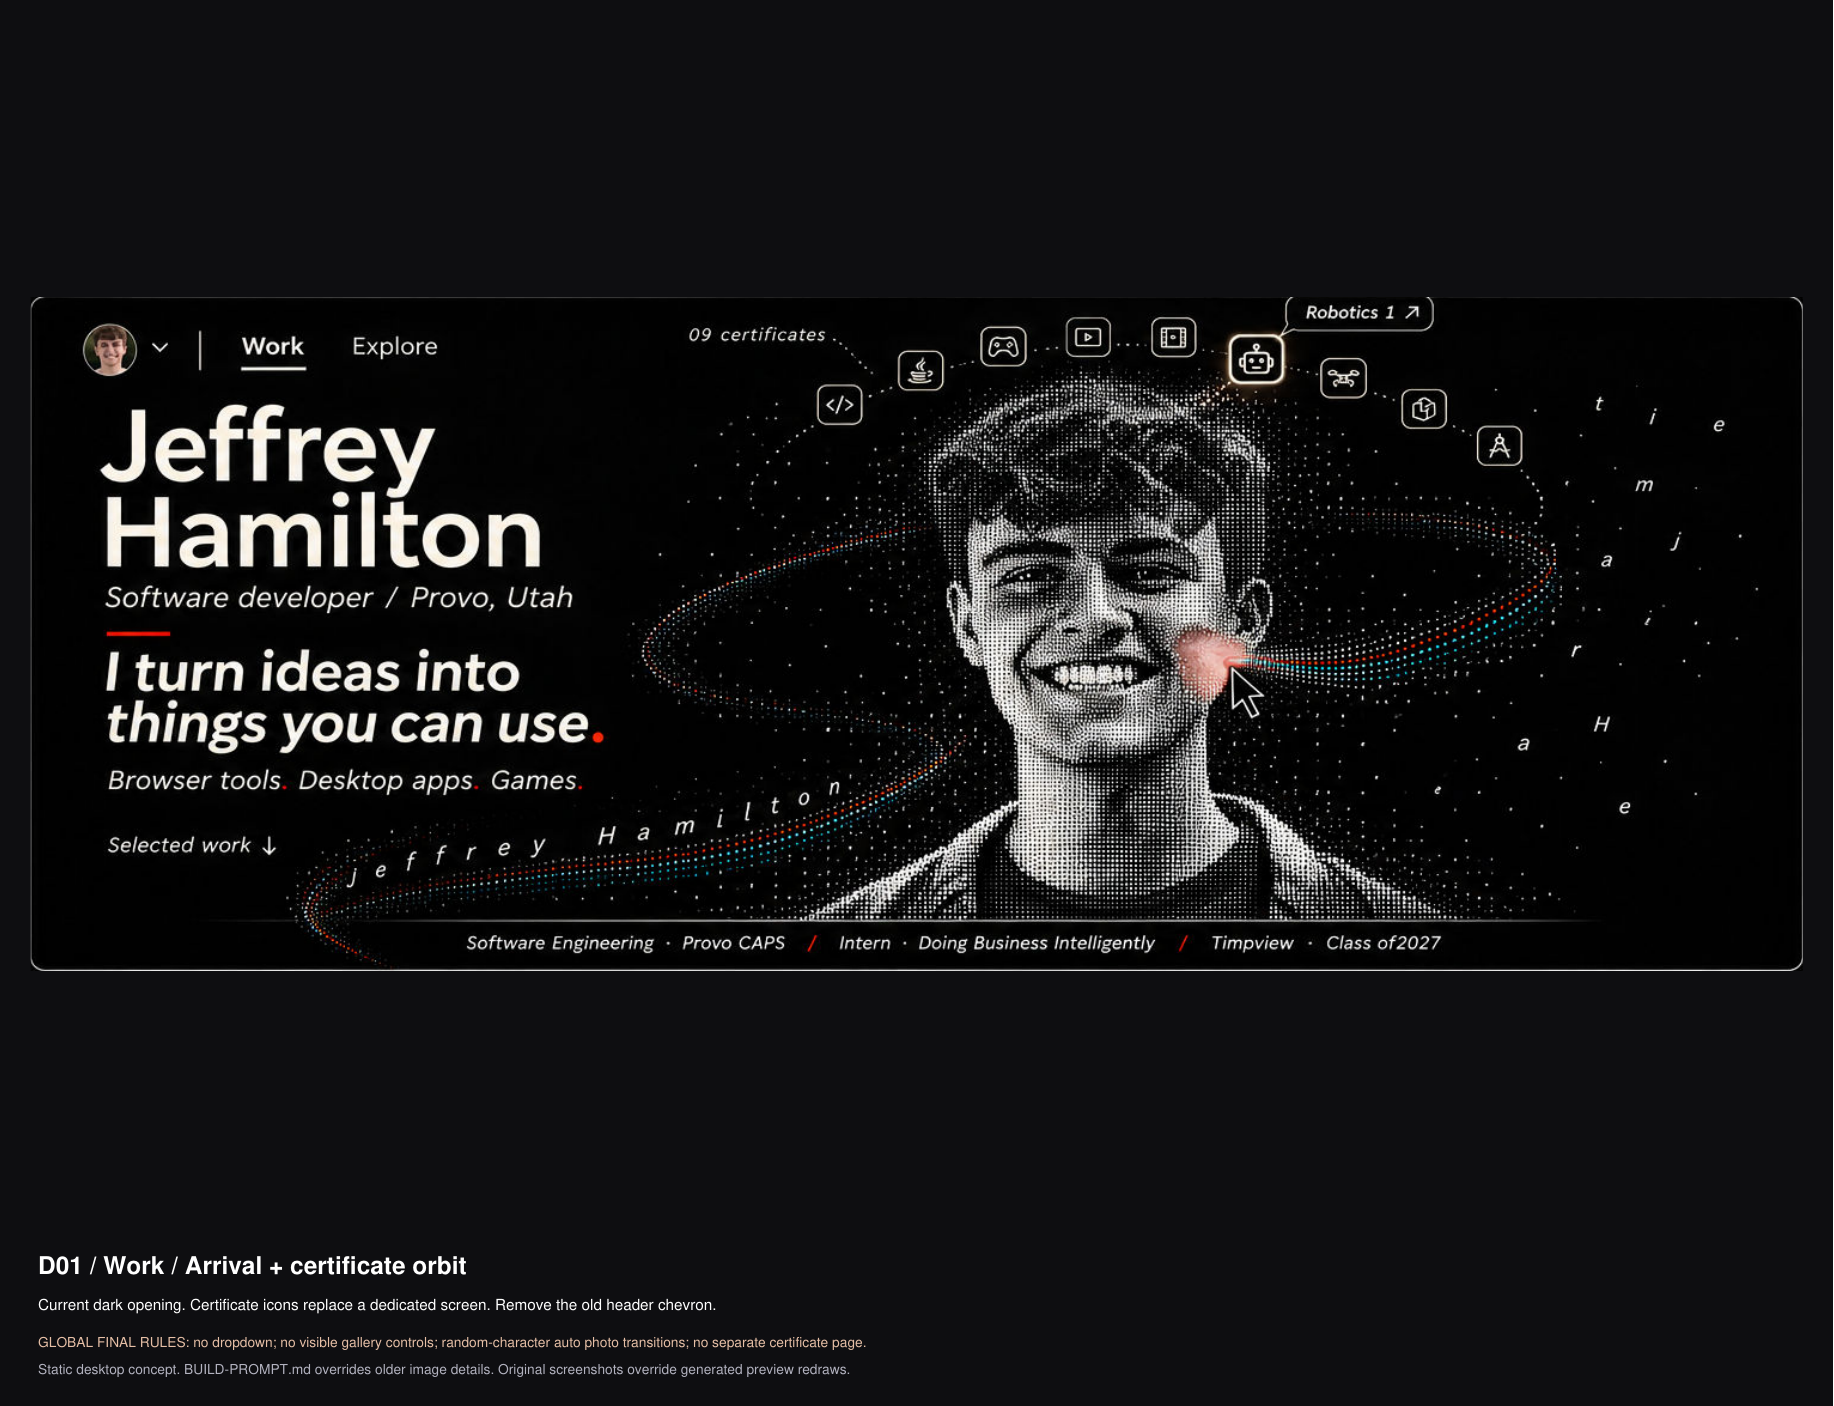 Work Explore
09 certificates
Robotics 1 ↗
</>
Jeffrey
Hamilton
Software developer / Provo, Utah
I turn ideas into
things you can use.
Browser tools. Desktop apps. Games.
Selected work ↓
j e f f r e y H a m i l t o n
t i e
m
j
a
i
r
H
a
e
e
Software Engineering · Provo CAPS / Intern · Doing Business Intelligently / Timpview · Class of2027
D01 / Work / Arrival + certificate orbit
Current dark opening. Certificate icons replace a dedicated screen. Remove the old header chevron.
GLOBAL FINAL RULES: no dropdown; no visible gallery controls; random-character auto photo transitions; no separate certificate page.
Static desktop concept. BUILD-PROMPT.md overrides older image details. Original screenshots override generated preview redraws.